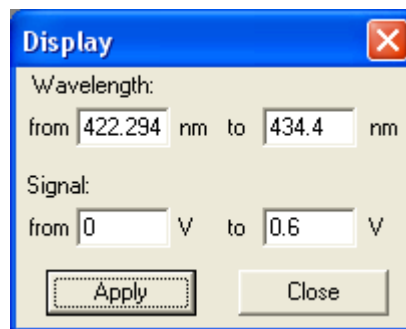 Display
Wavelength:
from 422.294 nm to 434.4 nm
Signal:
from 0 V to 0.6 V
Apply Close